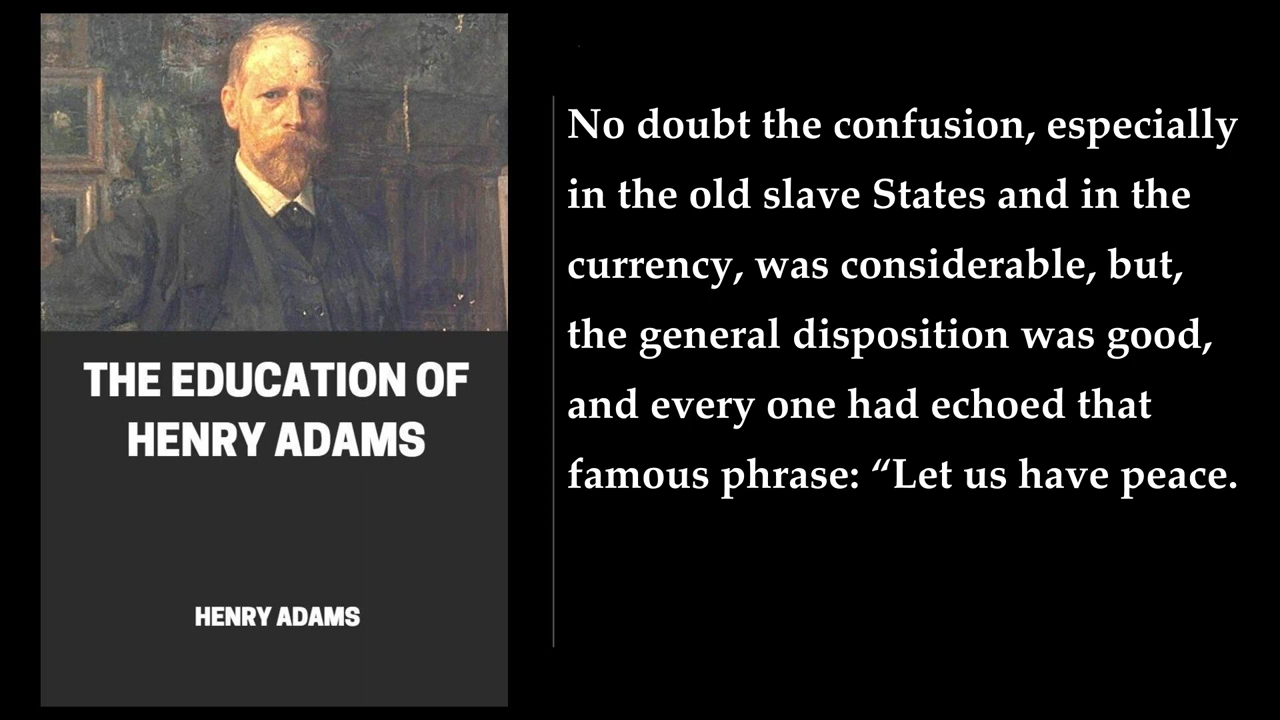 THE EDUCATION OF
HENRY ADAMS
HENRY ADAMS
No doubt the confusion, especially
in the old slave States and in the
currency, was considerable, but,
the general disposition was good,
and every one had echoed that
famous phrase: “Let us have peace.